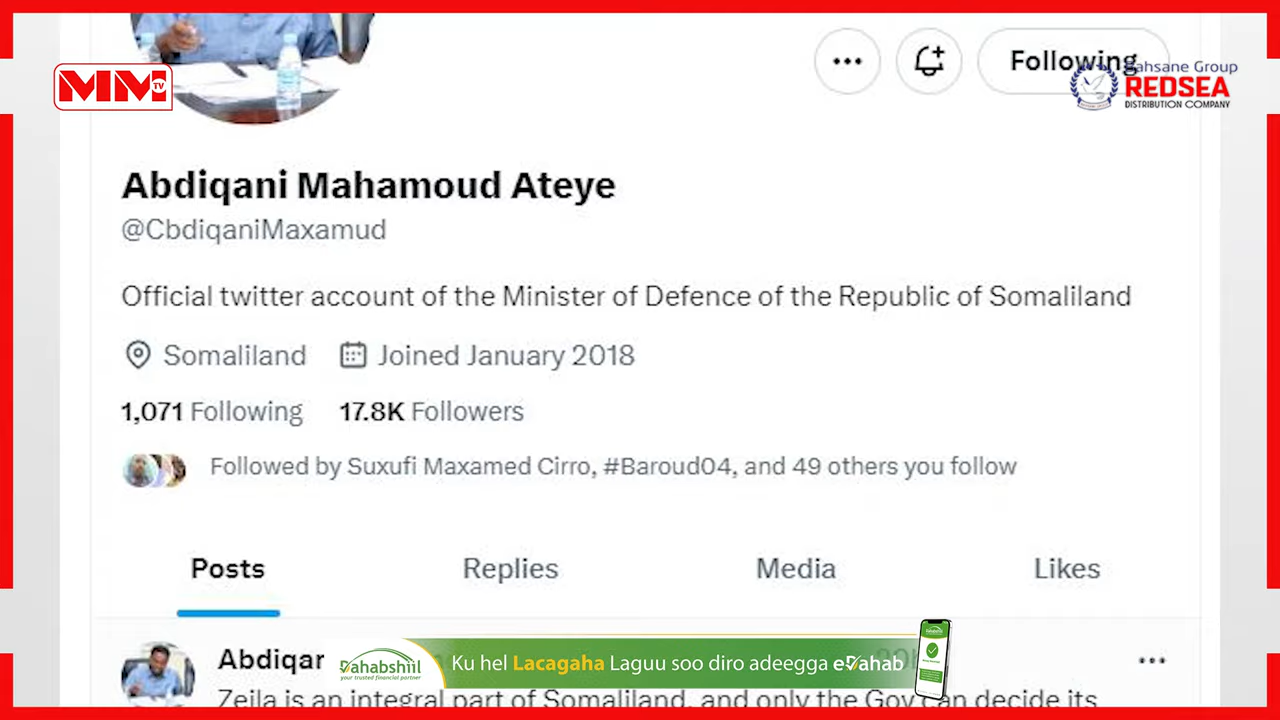 Following
MM TV
Bahsane Group
REDSEA
DISTRIBUTION COMPANY
Abdiqani Mahamoud Ateye
@CbdiqaniMaxamud
Official twitter account of the Minister of Defence of the Republic of Somaliland
Somaliland Joined January 2018
1,071 Following 17.8K Followers
Followed by Suxufi Maxamed Cirro, #Baroud04, and 49 others you follow
Posts Replies Media Likes
Abdiqar
Dahabshiil
your trusted financial partner
Ku hel Lacagaha Laguu soo diro adeegga eDahab
Zeila is an integral part of Somaliland, and only the Gov can decide its